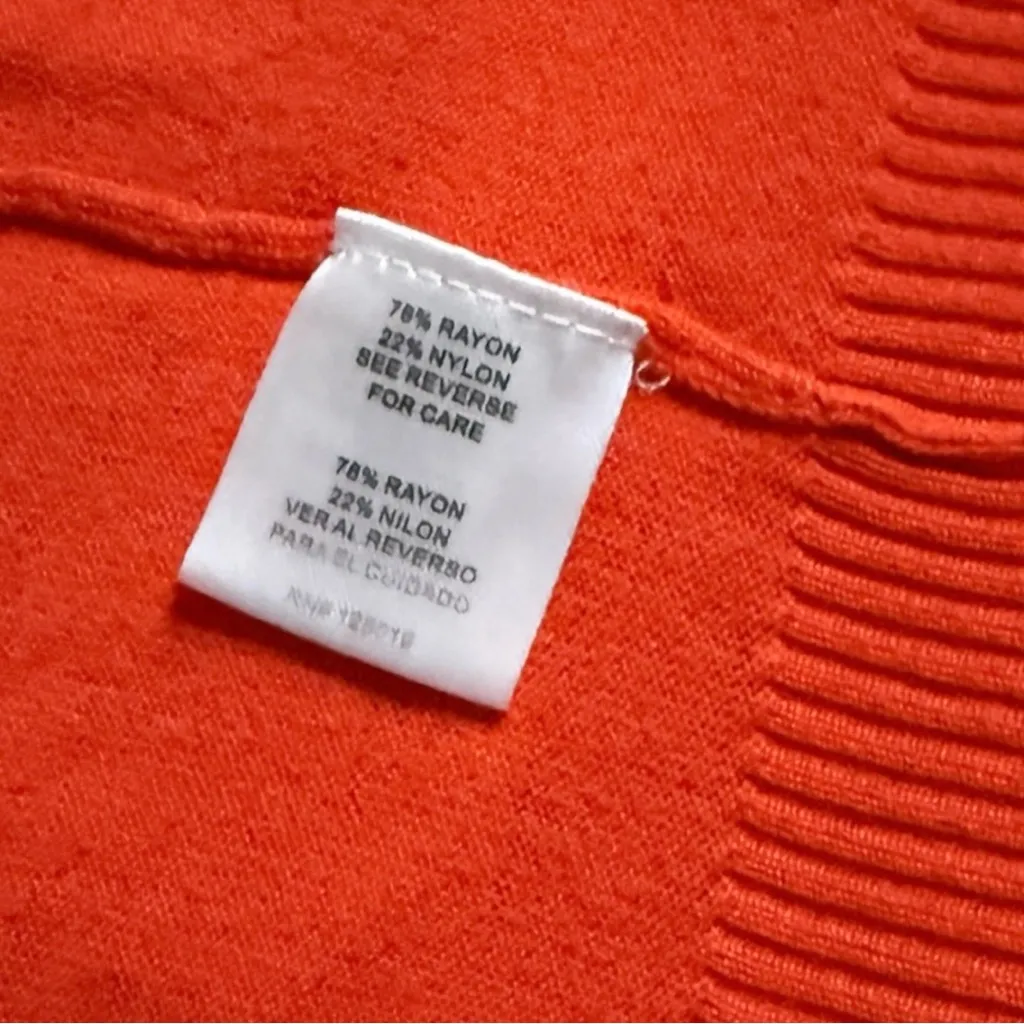 78% RAYON
22% NYLON
SEE REVERSE
FOR CARE
78% RAYON
22% NILON
VER AL REVERSO
PARA EL CUIDADO